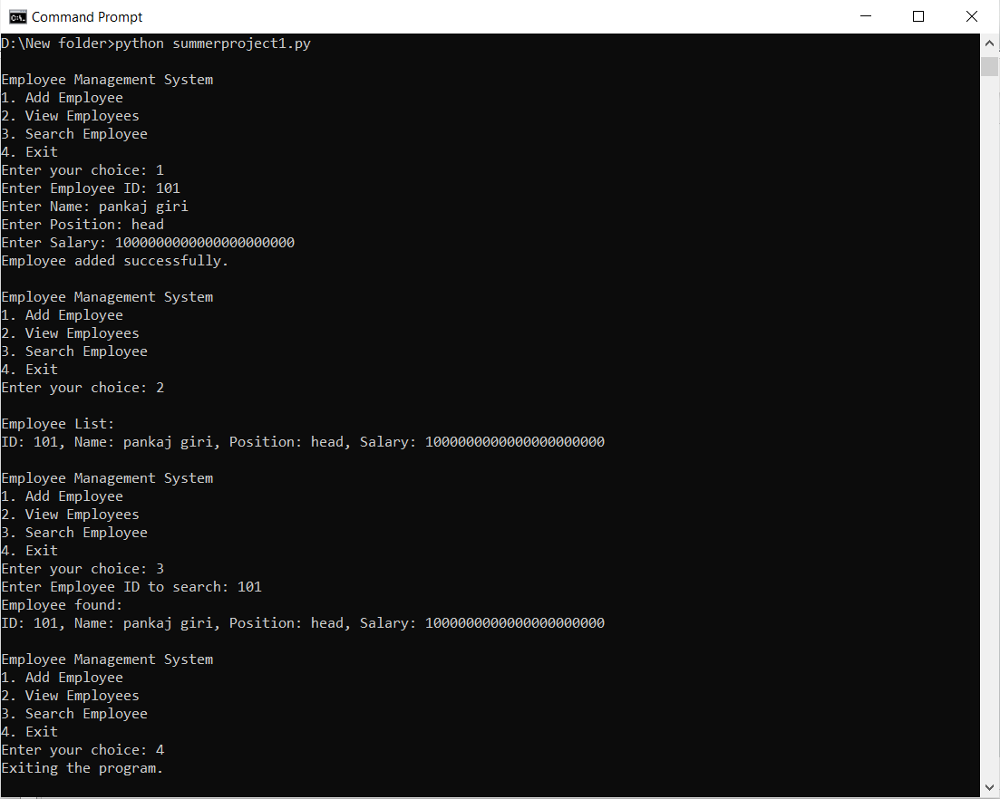 Command Prompt
D:\New folder>python summerproject1.py
Employee Management System
1. Add Employee
2. View Employees
3. Search Employee
4. Exit
Enter your choice: 1
Enter Employee ID: 101
Enter Name: pankaj giri
Enter Position: head
Enter Salary: 1000000000000000000000
Employee added successfully.
Employee Management System
1. Add Employee
2. View Employees
3. Search Employee
4. Exit
Enter your choice: 2
Employee List:
ID: 101, Name: pankaj giri, Position: head, Salary: 1000000000000000000000
Employee Management System
1. Add Employee
2. View Employees
3. Search Employee
4. Exit
Enter your choice: 3
Enter Employee ID to search: 101
Employee found:
ID: 101, Name: pankaj giri, Position: head, Salary: 1000000000000000000000
Employee Management System
1. Add Employee
2. View Employees
3. Search Employee
4. Exit
Enter your choice: 4
Exiting the program.